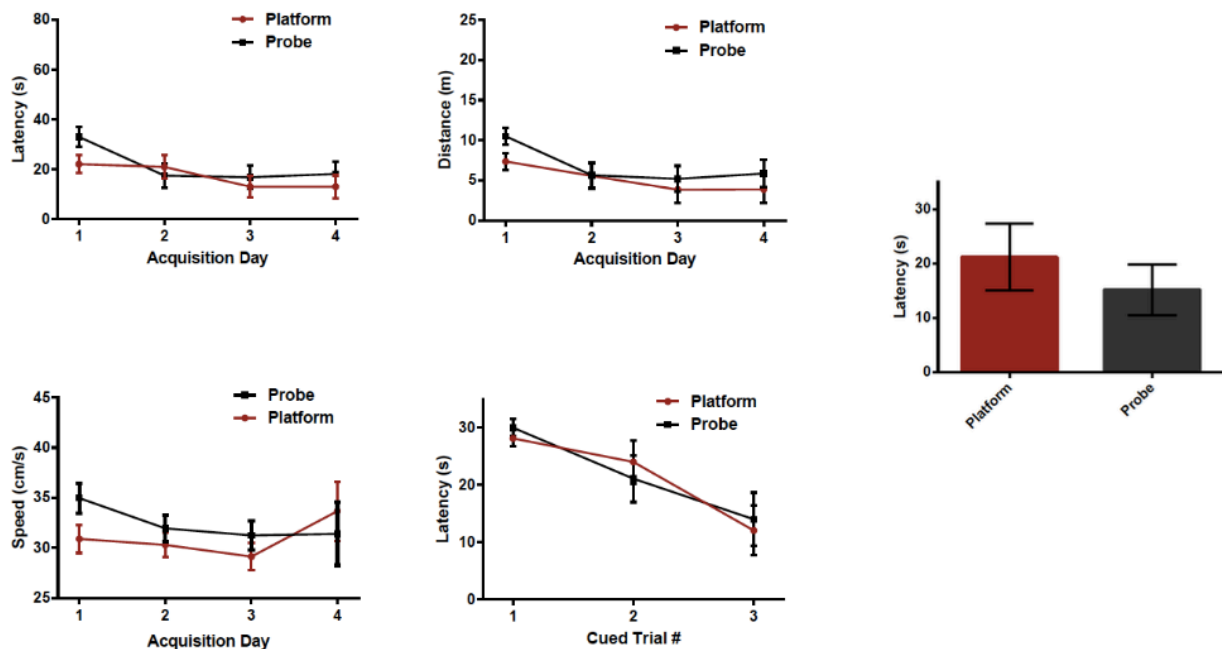 Platform
Probe
Latency (s)
80
60
40
20
0
1 2 3 4
Acquisition Day
Platform
Probe
Distance (m)
25
20
15
10
5
0
1 2 3 4
Acquisition Day
Latency (s)
30
20
10
0
Platform
Probe
Probe
Platform
Speed (cm/s)
45
40
35
30
25
1 2 3 4
Acquisition Day
Platform
Probe
Latency (s)
30
20
10
0
1 2 3
Cued Trial #